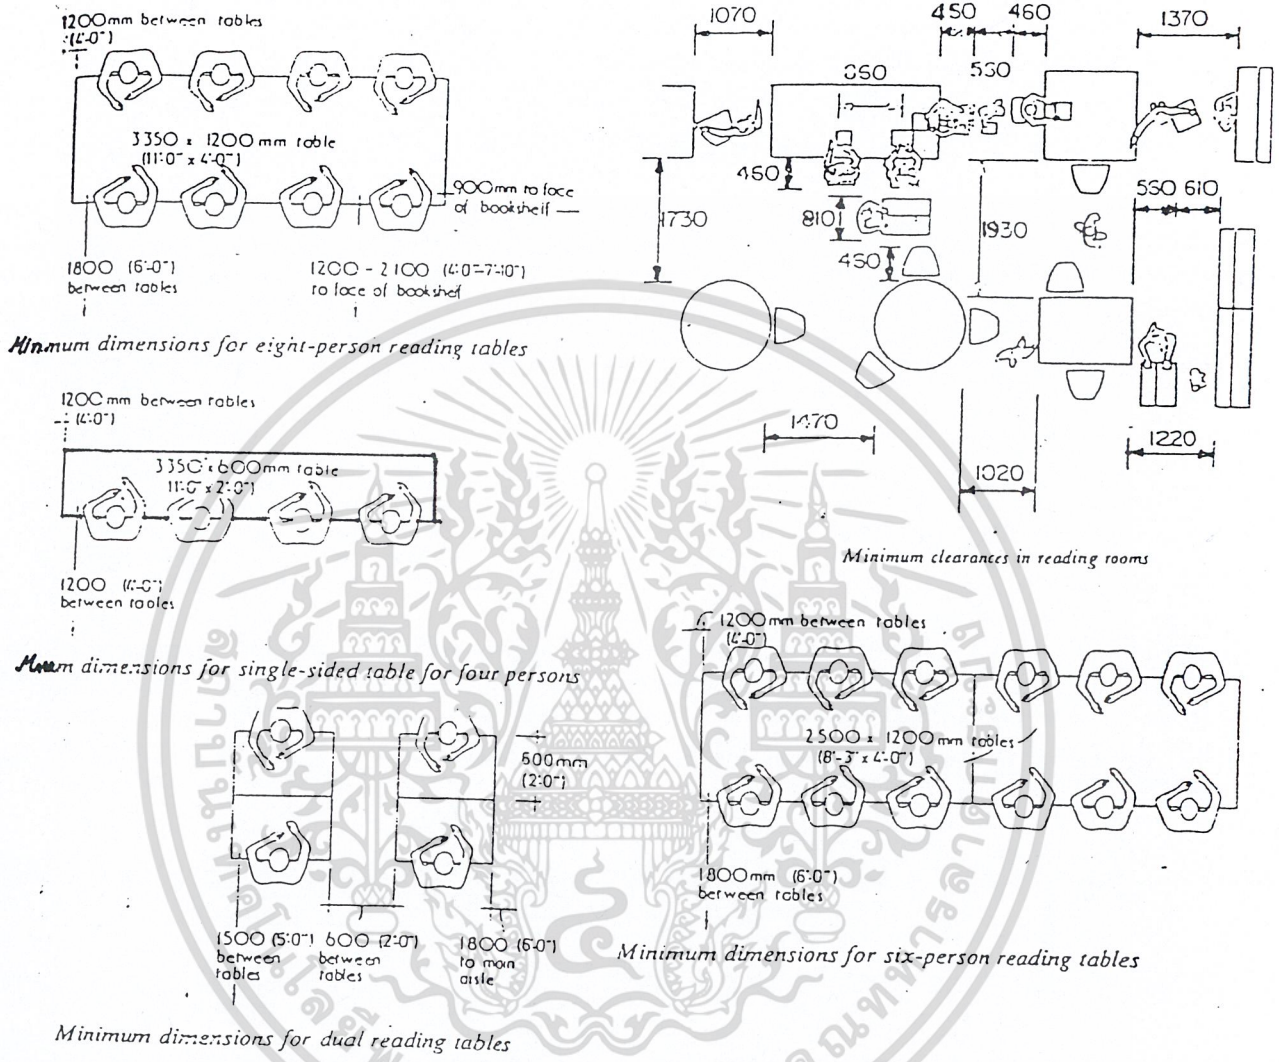 1200mm between tables
(4'-0")
3350 x 1200mm table
(11'-0" x 4'-0")
900mm to face
of bookshelf
1800 (6'-0")
between tables
1200 - 2100 (4'-0"-7'-10")
to face of bookshelf
Minimum dimensions for eight-person reading tables
1200mm between tables
(4'-0")
3350 x 600mm table
11'-0" x 2'-0")
1200 (4'-0")
between tables
dimensions for single-sided table for four persons
600mm
(2'-0")
1500 (5'-0")
between
tables
600 (2'-0")
between
tables
1800 (6'-0")
to main
aisle
Minimum dimensions for dual reading tables
1070
450
460
1370
530
450
1730
810
450
1930
550
610
1470
1020
1220
Minimum clearances in reading rooms
1200mm between tables
(4'-0")
2500 x 1200mm tables
(8'-3" x 4'-0")
1800mm (6'-0")
between tables
Minimum dimensions for six-person reading tables